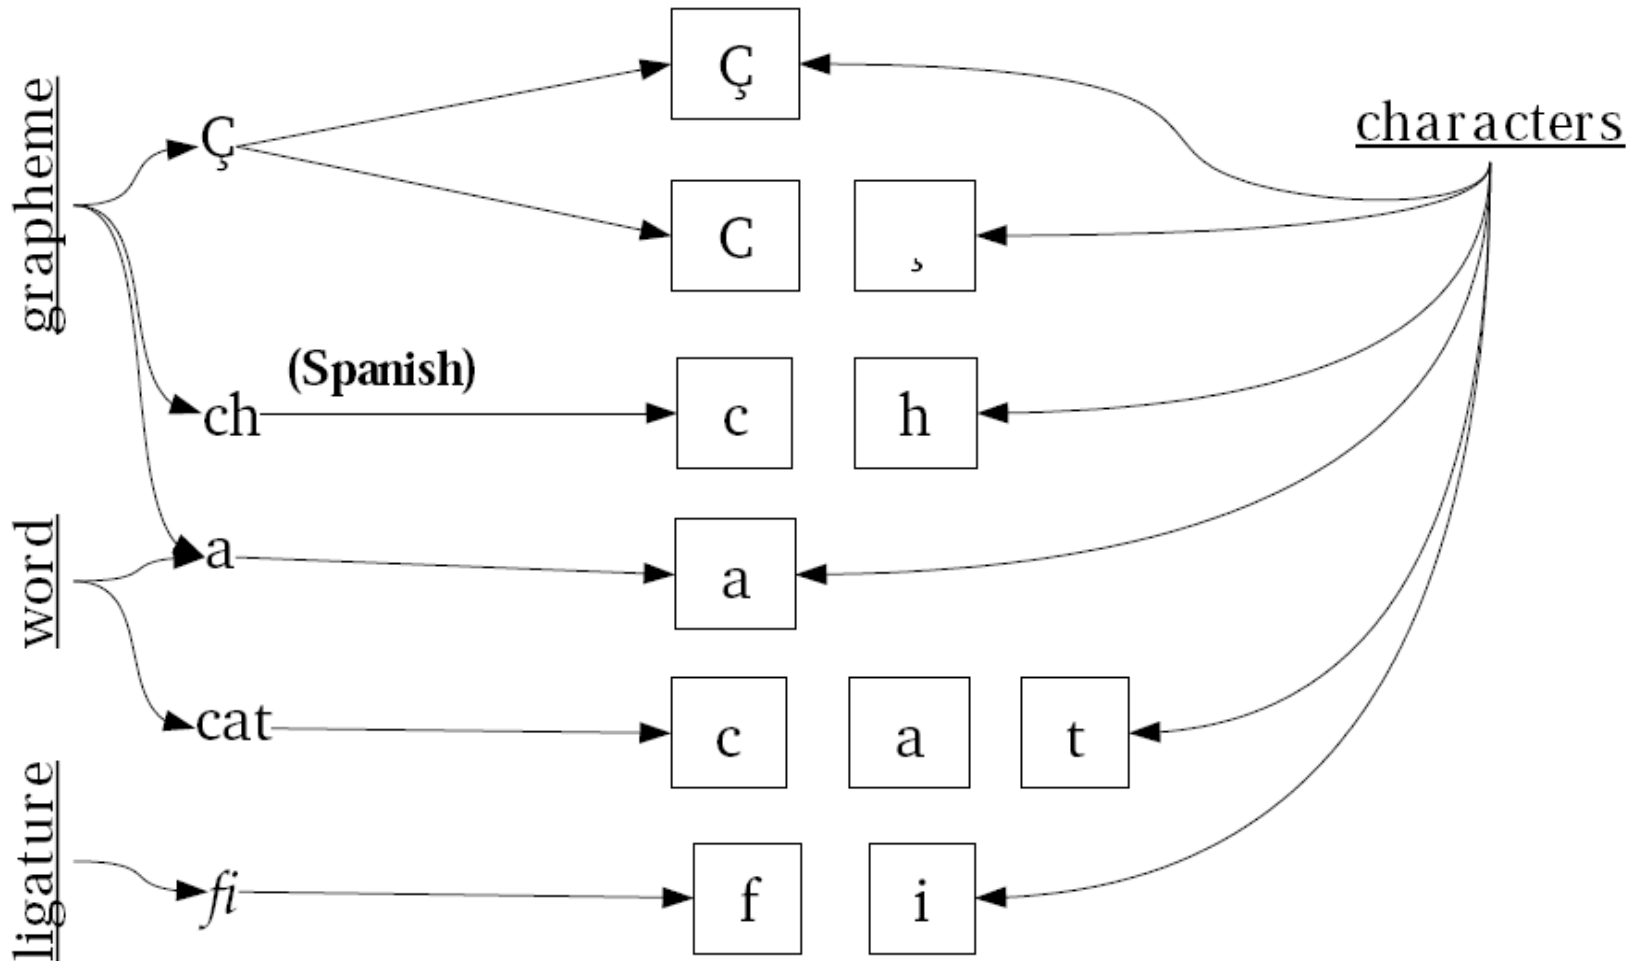 grapheme
Ç
Ç
characters
C ¸
(Spanish)
ch
c h
word
a
a
cat
c a t
ligature
fi
f i